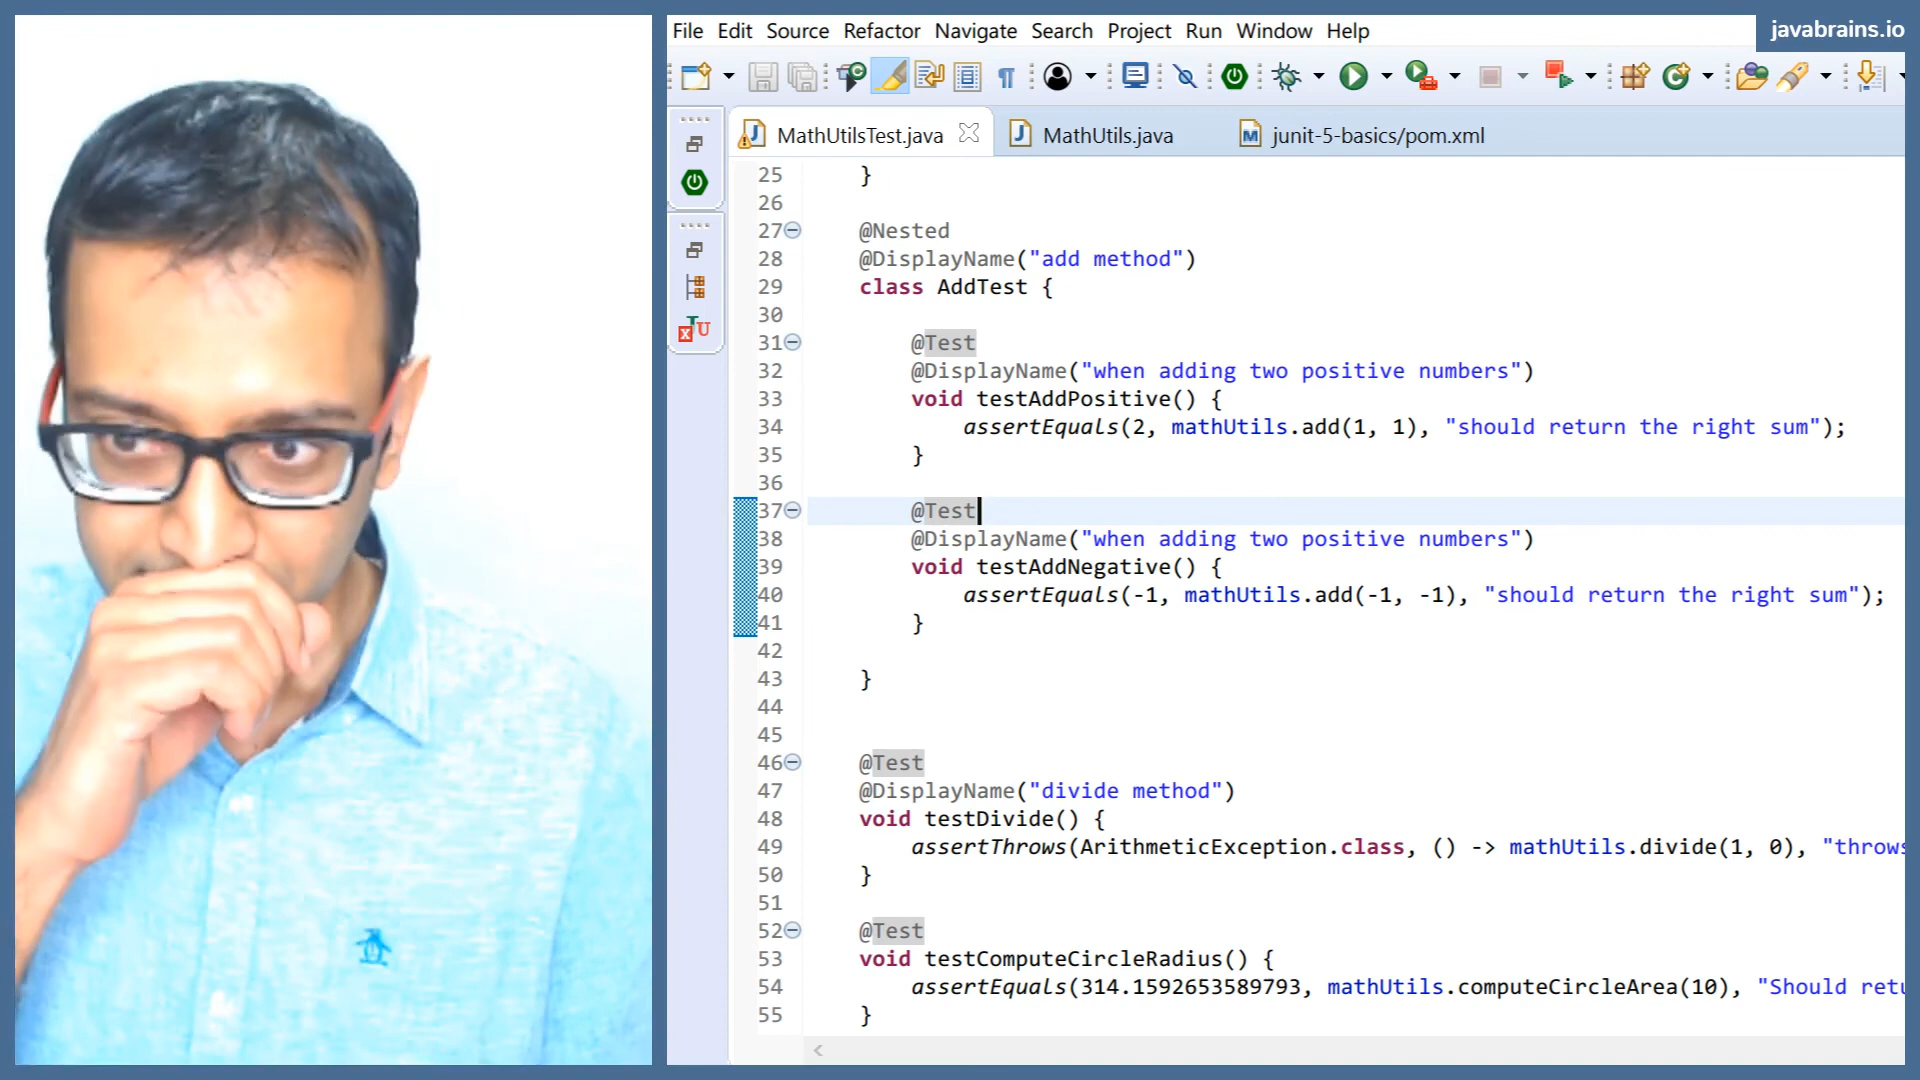 File Edit Source Refactor Navigate Search Project Run Window Help
javabrains.io
MathUtilsTest.java
MathUtils.java
junit-5-basics/pom.xml
25 }
26
27 @Nested
28 @DisplayName("add method")
29 class AddTest {
30
31 @Test
32 @DisplayName("when adding two positive numbers")
33 void testAddPositive() {
34 assertEquals(2, mathUtils.add(1, 1), "should return the right sum");
35 }
36
37 @Test
38 @DisplayName("when adding two positive numbers")
39 void testAddNegative() {
40 assertEquals(-1, mathUtils.add(-1, -1), "should return the right sum");
41 }
42
43 }
44
45
46 @Test
47 @DisplayName("divide method")
48 void testDivide() {
49 assertThrows(ArithmeticException.class, () -> mathUtils.divide(1, 0), "throws
50 }
51
52 @Test
53 void testComputeCircleRadius() {
54 assertEquals(314.1592653589793, mathUtils.computeCircleArea(10), "Should retu
55 }